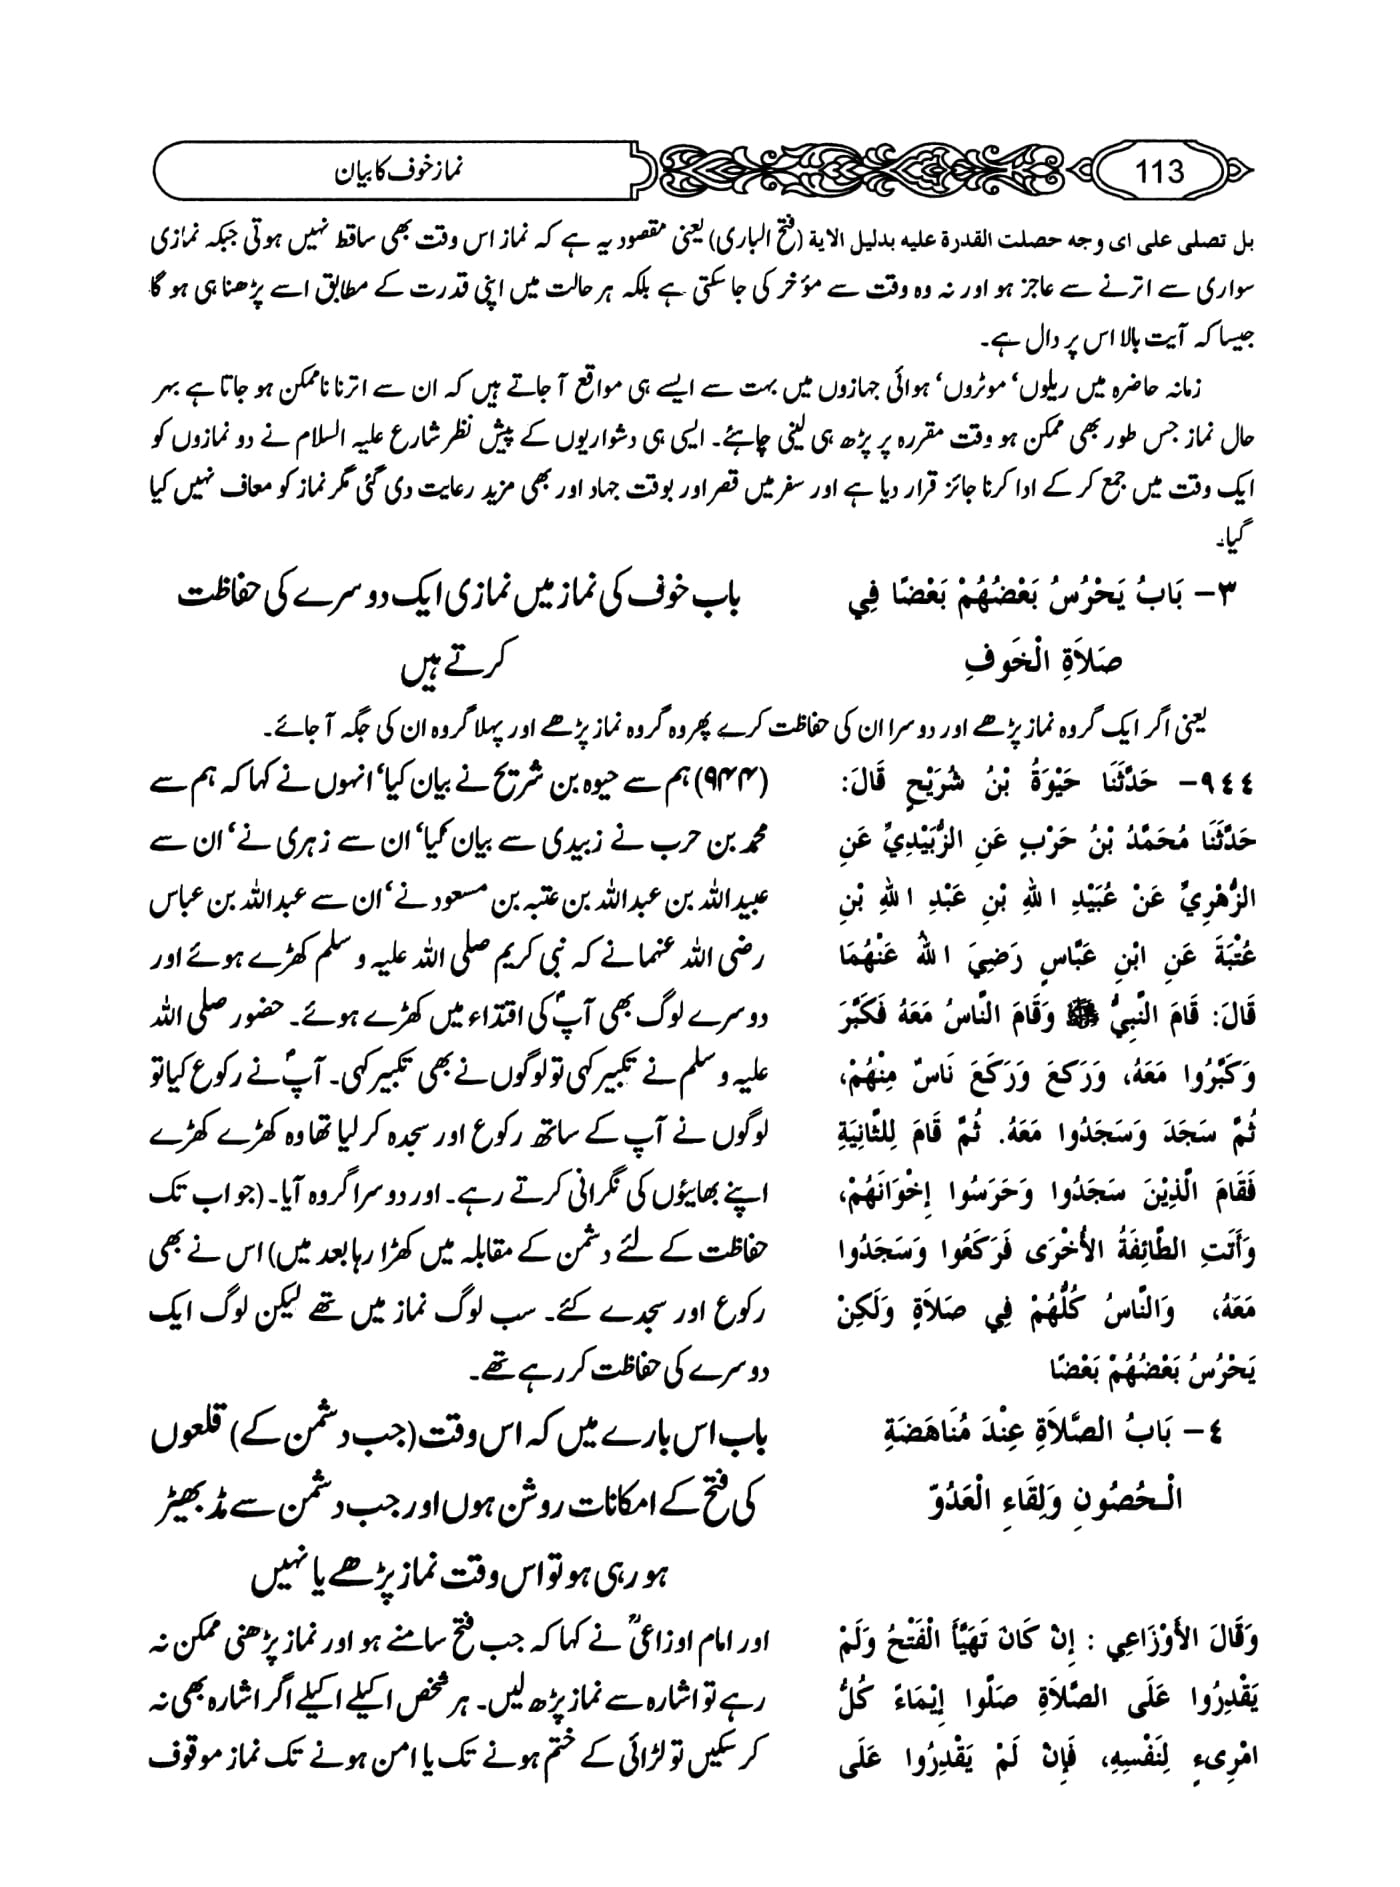 113
نماز خوف کا بیان
بل تصلی علی ای وجه حصلت القدرة علیه بدلیل الایة (فتح الباری) یعنی مقصود یہ ہے کہ نماز اس وقت بھی ساقط نہیں ہوتی جبکہ نمازی
سواری سے اترنے سے عاجز ہو اور نہ وہ وقت سے مؤخر کی جا سکتی ہے بلکہ ہر حالت میں اپنی قدرت کے مطابق اسے پڑھنا ہی ہو گا
جیسا کہ آیت بالا اس پر دال ہے۔
زمانہ حاضرہ میں ریلوں‘ موٹروں‘ ہوائی جہازوں میں بہت سے ایسے ہی مواقع آ جاتے ہیں کہ ان سے اترنا ناممکن ہو جاتا ہے بہر
حال نماز جس طور بھی ممکن ہو وقت مقررہ پر پڑھ ہی لینی چاہئے۔ ایسی ہی دشواریوں کے پیش نظر شارع علیہ السلام نے دو نمازوں کو
ایک وقت میں جمع کر کے ادا کرنا جائز قرار دیا ہے اور سفر میں قصر اور بوقت جہاد اور بھی مزید رعایت دی گئی مگر نماز کو معاف نہیں کیا
گیا۔
٣- بَابُ يَحْرُسُ بَعْضُهُمْ بَعْضًا فِي
صَلاَةِ الْخَوفِ
باب خوف کی نماز میں نمازی ایک دوسرے کی حفاظت
کرتے ہیں
یعنی اگر ایک گروہ نماز پڑھے اور دوسرا ان کی حفاظت کرے پھر وہ گروہ نماز پڑھے اور پہلا گروہ ان کی جگہ آ جائے۔
٩٤٤- حَدَّثَنَا حَيْوَةُ بْنُ شُرَيْحٍ قَالَ:
حَدَّثَنَا مُحَمَّدُ بْنُ حَرْبٍ عَنِ الزُّبَيْدِيِّ عَنِ
الزُّهْرِيِّ عَنْ عُبَيْدِ اللهِ بْنِ عَبْدِ اللهِ بْنِ
عُتْبَةَ عَنِ ابْنِ عَبَّاسٍ رَضِيَ اللهُ عَنْهُمَا
قَالَ: قَامَ النَّبِيُّ ﷺ وَقَامَ النَّاسُ مَعَهُ فَكَبَّرَ
وَكَبَّرُوا مَعَهُ، وَرَكَعَ وَرَكَعَ نَاسٌ مِنْهُمْ،
ثُمَّ سَجَدَ وَسَجَدُوا مَعَهُ. ثُمَّ قَامَ لِلثَّانِيَةِ
فَقَامَ الَّذِيْنَ سَجَدُوا وَحَرَسُوا إِخْوَانَهُمْ،
وَأَتَتِ الطَّائِفَةُ الأُخْرَى فَرَكَعُوا وَسَجَدُوا
مَعَهُ، وَالنَّاسُ كُلُّهُمْ فِي صَلاَةٍ وَلَكِنْ
يَحْرُسُ بَعْضُهُمْ بَعْضًا
(۹۴۴) ہم سے حیوہ بن شریح نے بیان کیا‘ انہوں نے کہا کہ ہم سے
محمد بن حرب نے زبیدی سے بیان کیا‘ ان سے زہری نے‘ ان سے
عبیداللہ بن عبداللہ بن عتبہ بن مسعود نے‘ ان سے عبداللہ بن عباس
رضی اللہ عنہما نے کہ نبی کریم صلی اللہ علیہ و سلم کھڑے ہوئے اور
دوسرے لوگ بھی آپؐ کی اقتداء میں کھڑے ہوئے۔ حضور صلی اللہ
علیہ و سلم نے تکبیر کہی تو لوگوں نے بھی تکبیر کہی۔ آپؐ نے رکوع کیا تو
لوگوں نے آپ کے ساتھ رکوع اور سجدہ کر لیا تھا وہ کھڑے کھڑے
اپنے بھائیوں کی نگرانی کرتے رہے۔ اور دوسرا گروہ آیا۔ (جو اب تک
حفاظت کے لئے دشمن کے مقابلہ میں کھڑا رہا بعد میں) اس نے بھی
رکوع اور سجدے کئے۔ سب لوگ نماز میں تھے لیکن لوگ ایک
دوسرے کی حفاظت کر رہے تھے۔
٤- بَابُ الصَّلاَةِ عِنْدَ مُنَاهَضَةِ
الْحُصُونِ وَلِقَاءِ الْعَدُوِّ
باب اس بارے میں کہ اس وقت (جب دشمن کے) قلعوں
کی فتح کے امکانات روشن ہوں اور جب دشمن سے مڈ بھیڑ
ہو رہی ہو تو اس وقت نماز پڑھے یا نہیں
وَقَالَ الأَوْزَاعِي : إِنْ كَانَ تَهَيَّأَ الْفَتْحُ وَلَمْ
يَقْدِرُوا عَلَى الصَّلاَةِ صَلَّوا إِيْمَاءً كُلُّ
امْرِىءٍ لِنَفْسِهِ، فَإِنْ لَمْ يَقْدِرُوا عَلَى
اور امام اوزاعیؒ نے کہا کہ جب فتح سامنے ہو اور نماز پڑھنی ممکن نہ
رہے تو اشارہ سے نماز پڑھ لیں۔ ہر شخص اکیلے اکیلے اگر اشارہ بھی نہ
کر سکیں تو لڑائی کے ختم ہونے تک یا امن ہونے تک نماز موقوف